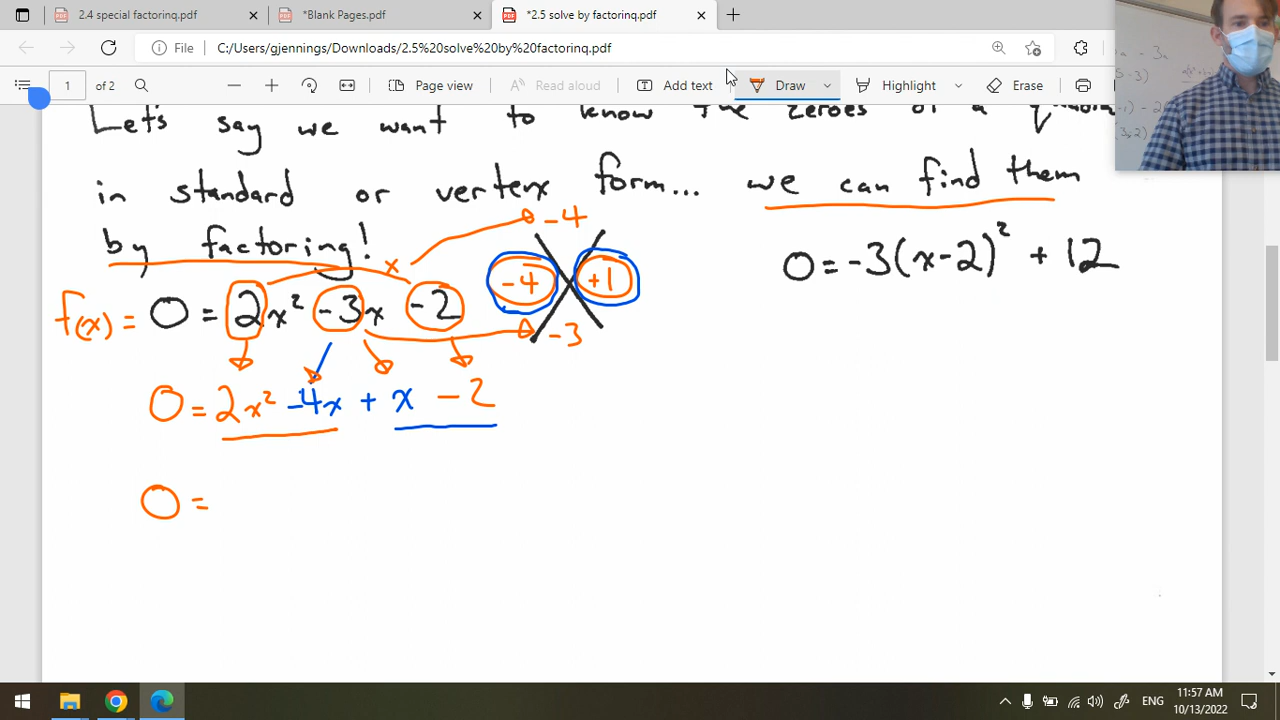 2.4 special factoring.pdf
*Blank Pages.pdf
*2.5 solve by factoring.pdf
File
C:/Users/gjennings/Downloads/2.5%20solve%20by%20factoring.pdf
1 of 2
Page view
Read aloud
Add text
Draw
Highlight
Erase
Let's say we want to know the zeroes of a
in standard or vertex form... we can find them
by factoring!
-4
x
-4 +1
-3
f(x) = 0 = 2x² -3x -2
0 = 2x² -4x + x -2
0 =
0 = -3(x-2)² + 12
ENG
11:57 AM
10/13/2022